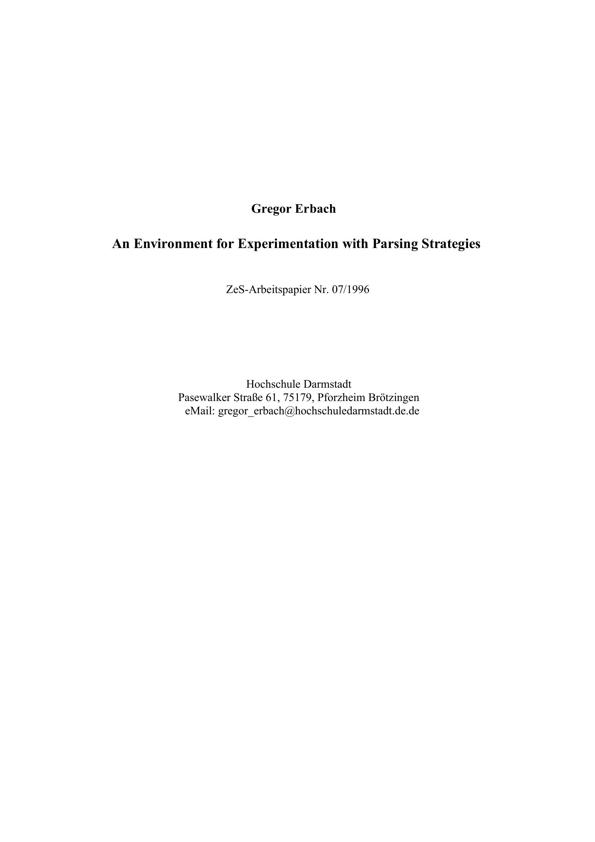 Gregor Erbach
An Environment for Experimentation with Parsing Strategies
ZeS-Arbeitspapier Nr. 07/1996
Hochschule Darmstadt
Pasewalker Straße 61, 75179, Pforzheim Brötzingen
eMail: gregor_erbach@hochschuledarmstadt.de.de